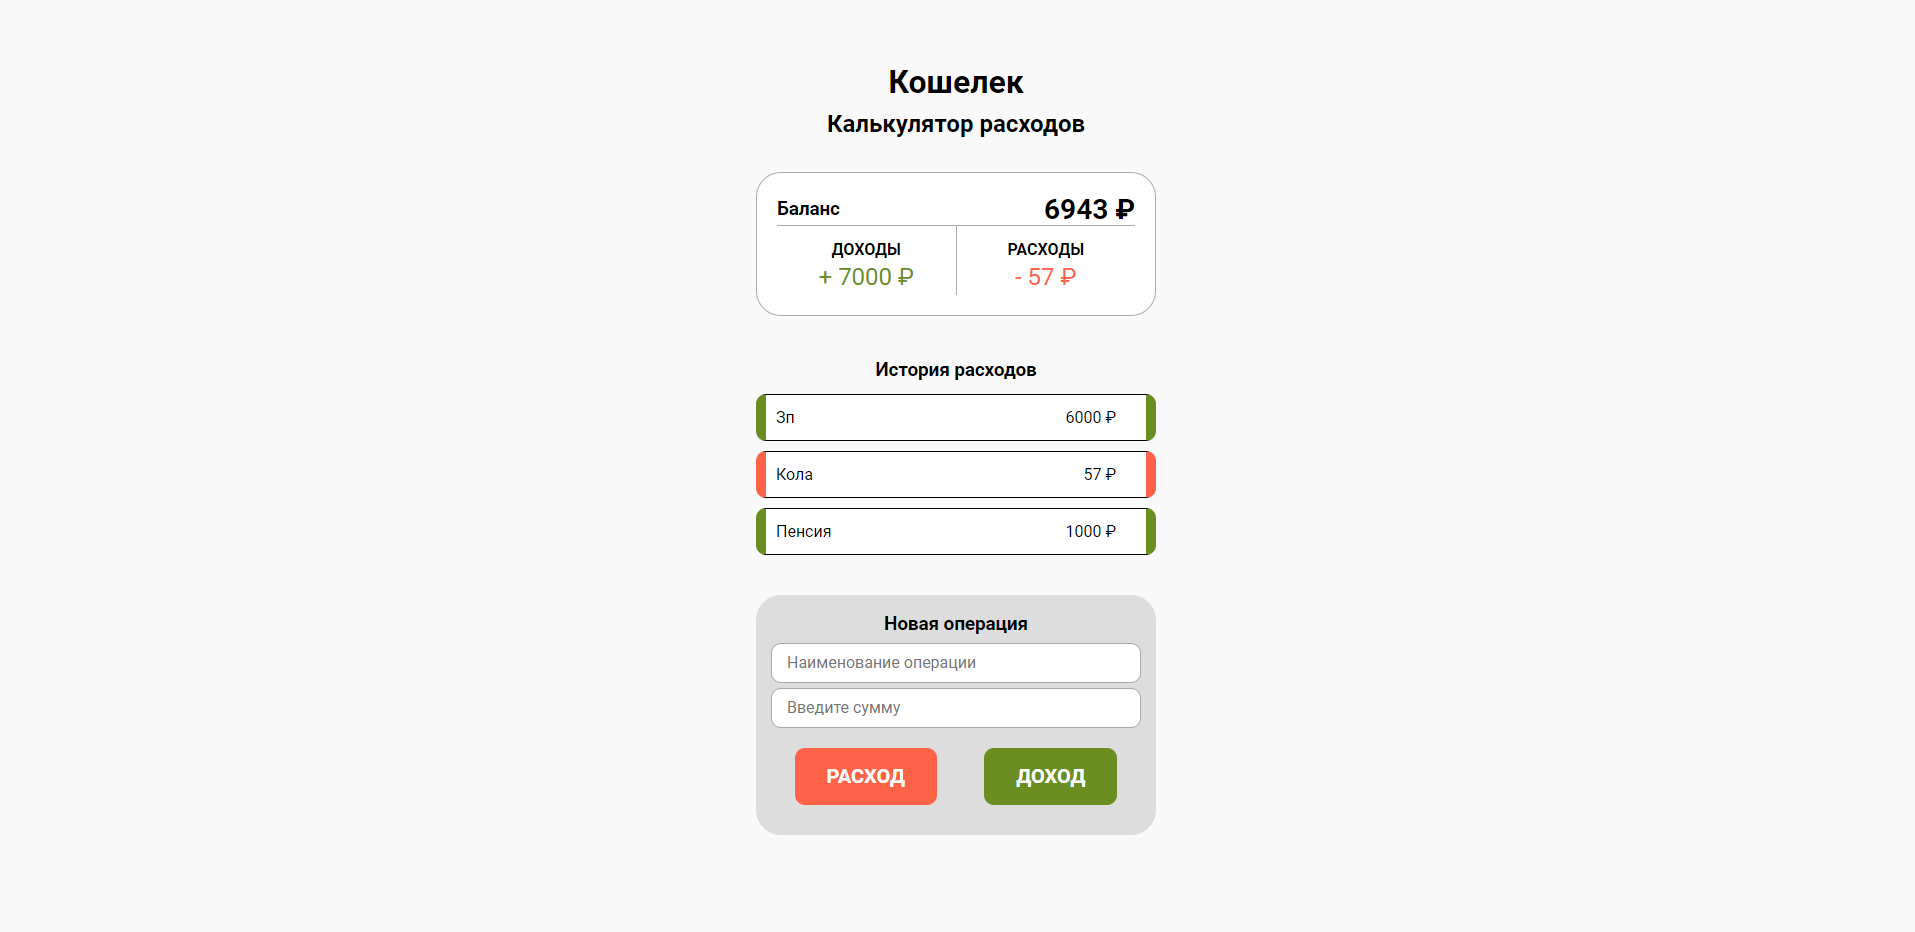 Кошелек
Калькулятор расходов
Баланс 6943 ₽
ДОХОДЫ РАСХОДЫ
+ 7000 ₽ - 57 ₽
История расходов
Зп 6000 ₽
Кола 57 ₽
Пенсия 1000 ₽
Новая операция
Наименование операции
Введите сумму
РАСХОД ДОХОД